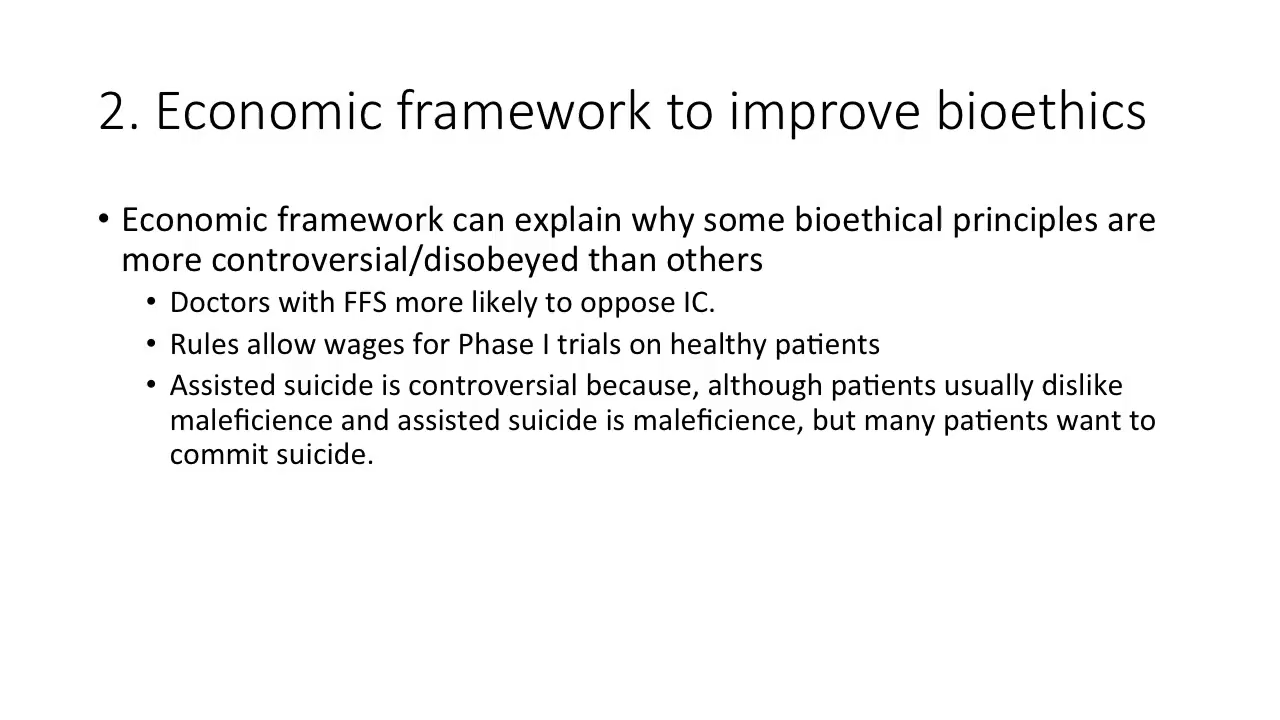 2. Economic framework to improve bioethics
• Economic framework can explain why some bioethical principles are
more controversial/disobeyed than others
• Doctors with FFS more likely to oppose IC.
• Rules allow wages for Phase I trials on healthy patients
• Assisted suicide is controversial because, although patients usually dislike
maleficience and assisted suicide is maleficience, but many patients want to
commit suicide.